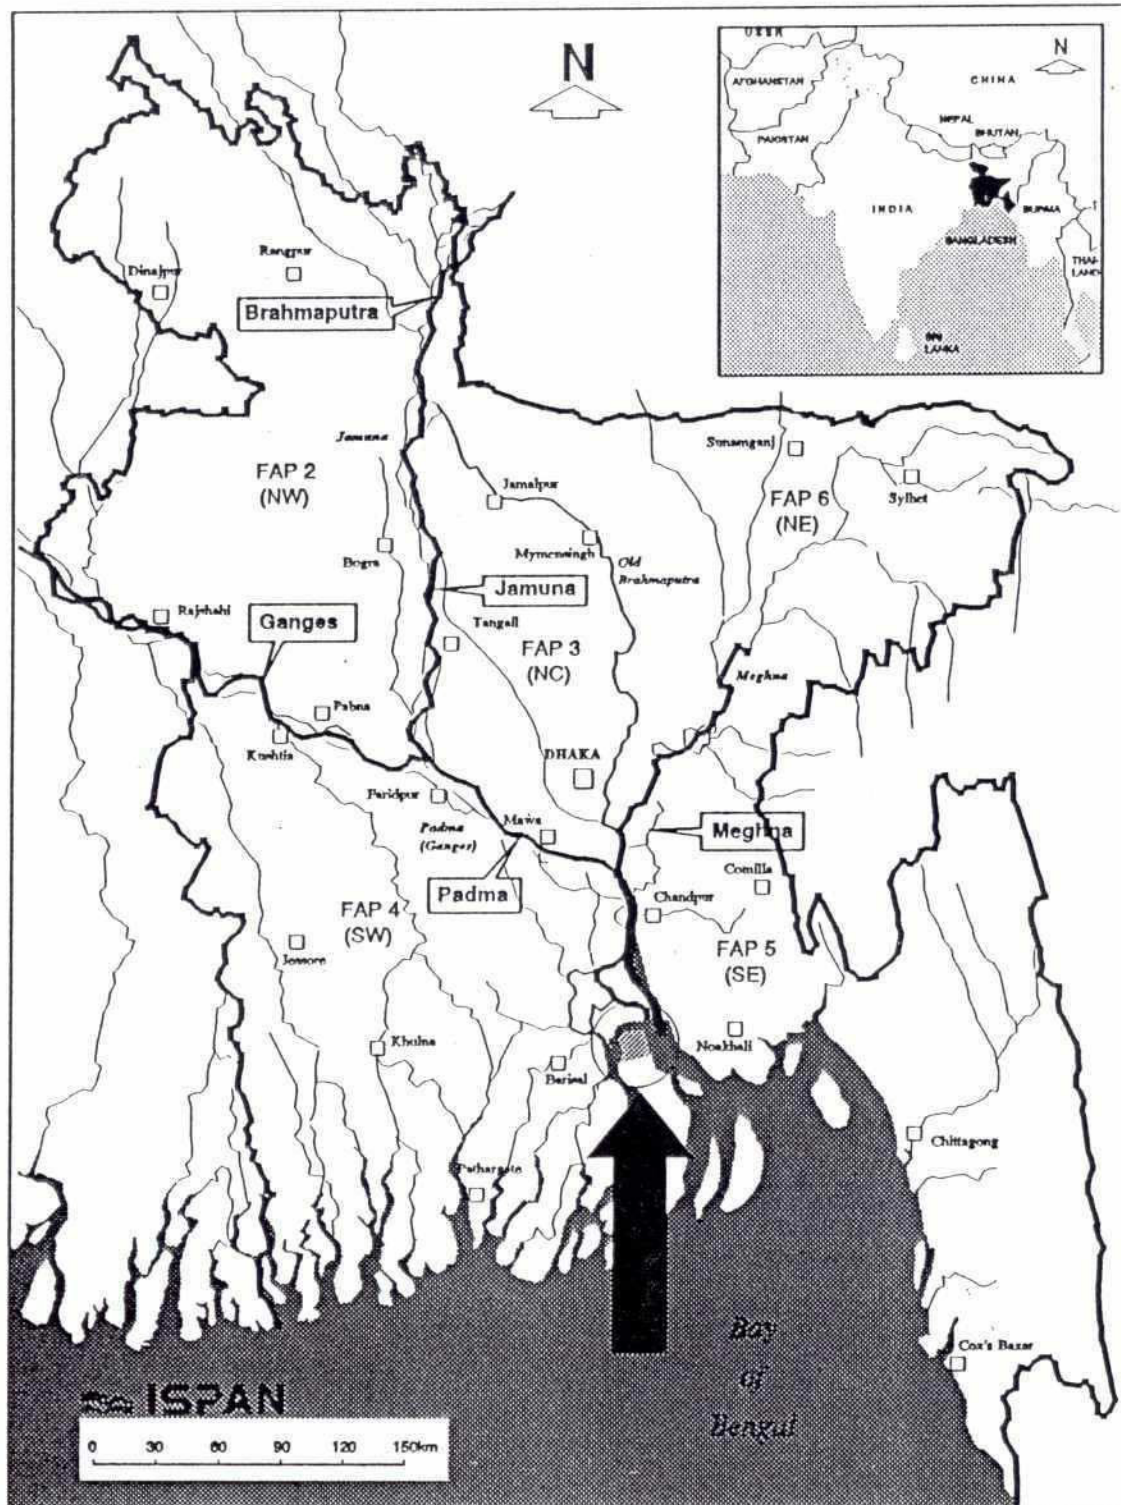 N
U S S R
N
AFGHANISTAN
CHINA
PAKISTAN
NEPAL
BHUTAN
INDIA
BURMA
BANGLADESH
THAI-
LAND
SRI
LANKA
Rangpur
Dinajpur
Brahmaputra
Jamuna
FAP 2
(NW)
Sunamganj
FAP 6
(NE)
Sylhet
Jamalpur
Mymensingh
Old
Brahmaputra
Bogra
Jamuna
Rajshahi
Ganges
Tangail
FAP 3
(NC)
Meghna
Pabna
Kushtia
DHAKA
Faridpur
Mawa
Padma
(Ganges)
Meghna
Comilla
Padma
Chandpur
FAP 4
(SW)
FAP 5
(SE)
Jessore
Noakhali
Khulna
Barisal
Chittagong
Pathargata
Bay
of
Bengal
Cox's Bazar
ISPAN
0 30 60 90 120 150km